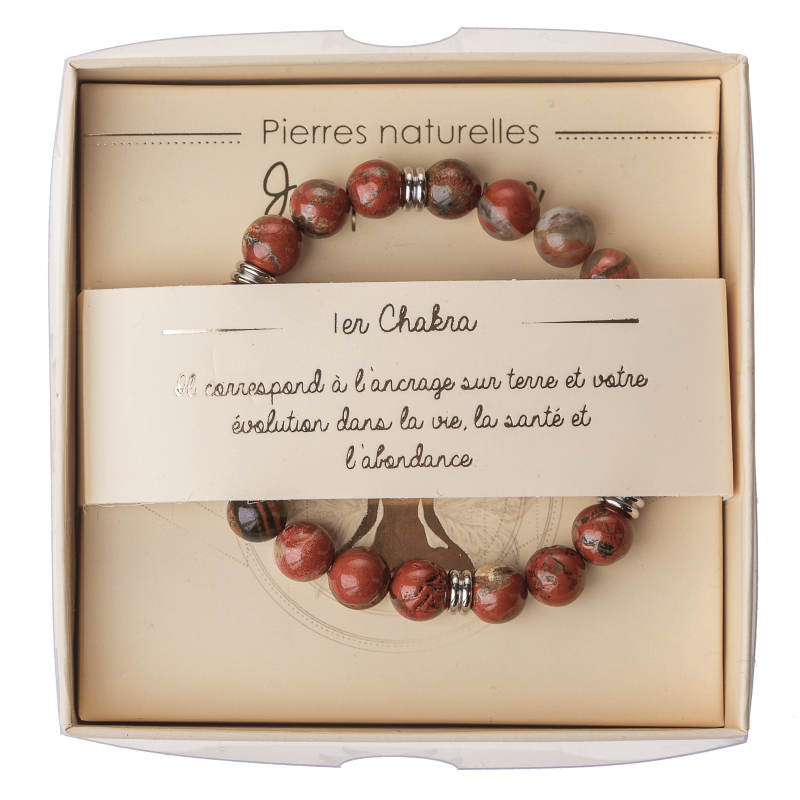 Pierres naturelles
1er Chakra
Il correspond à l'ancrage sur terre et votre
évolution dans la vie, la santé et
l'abondance